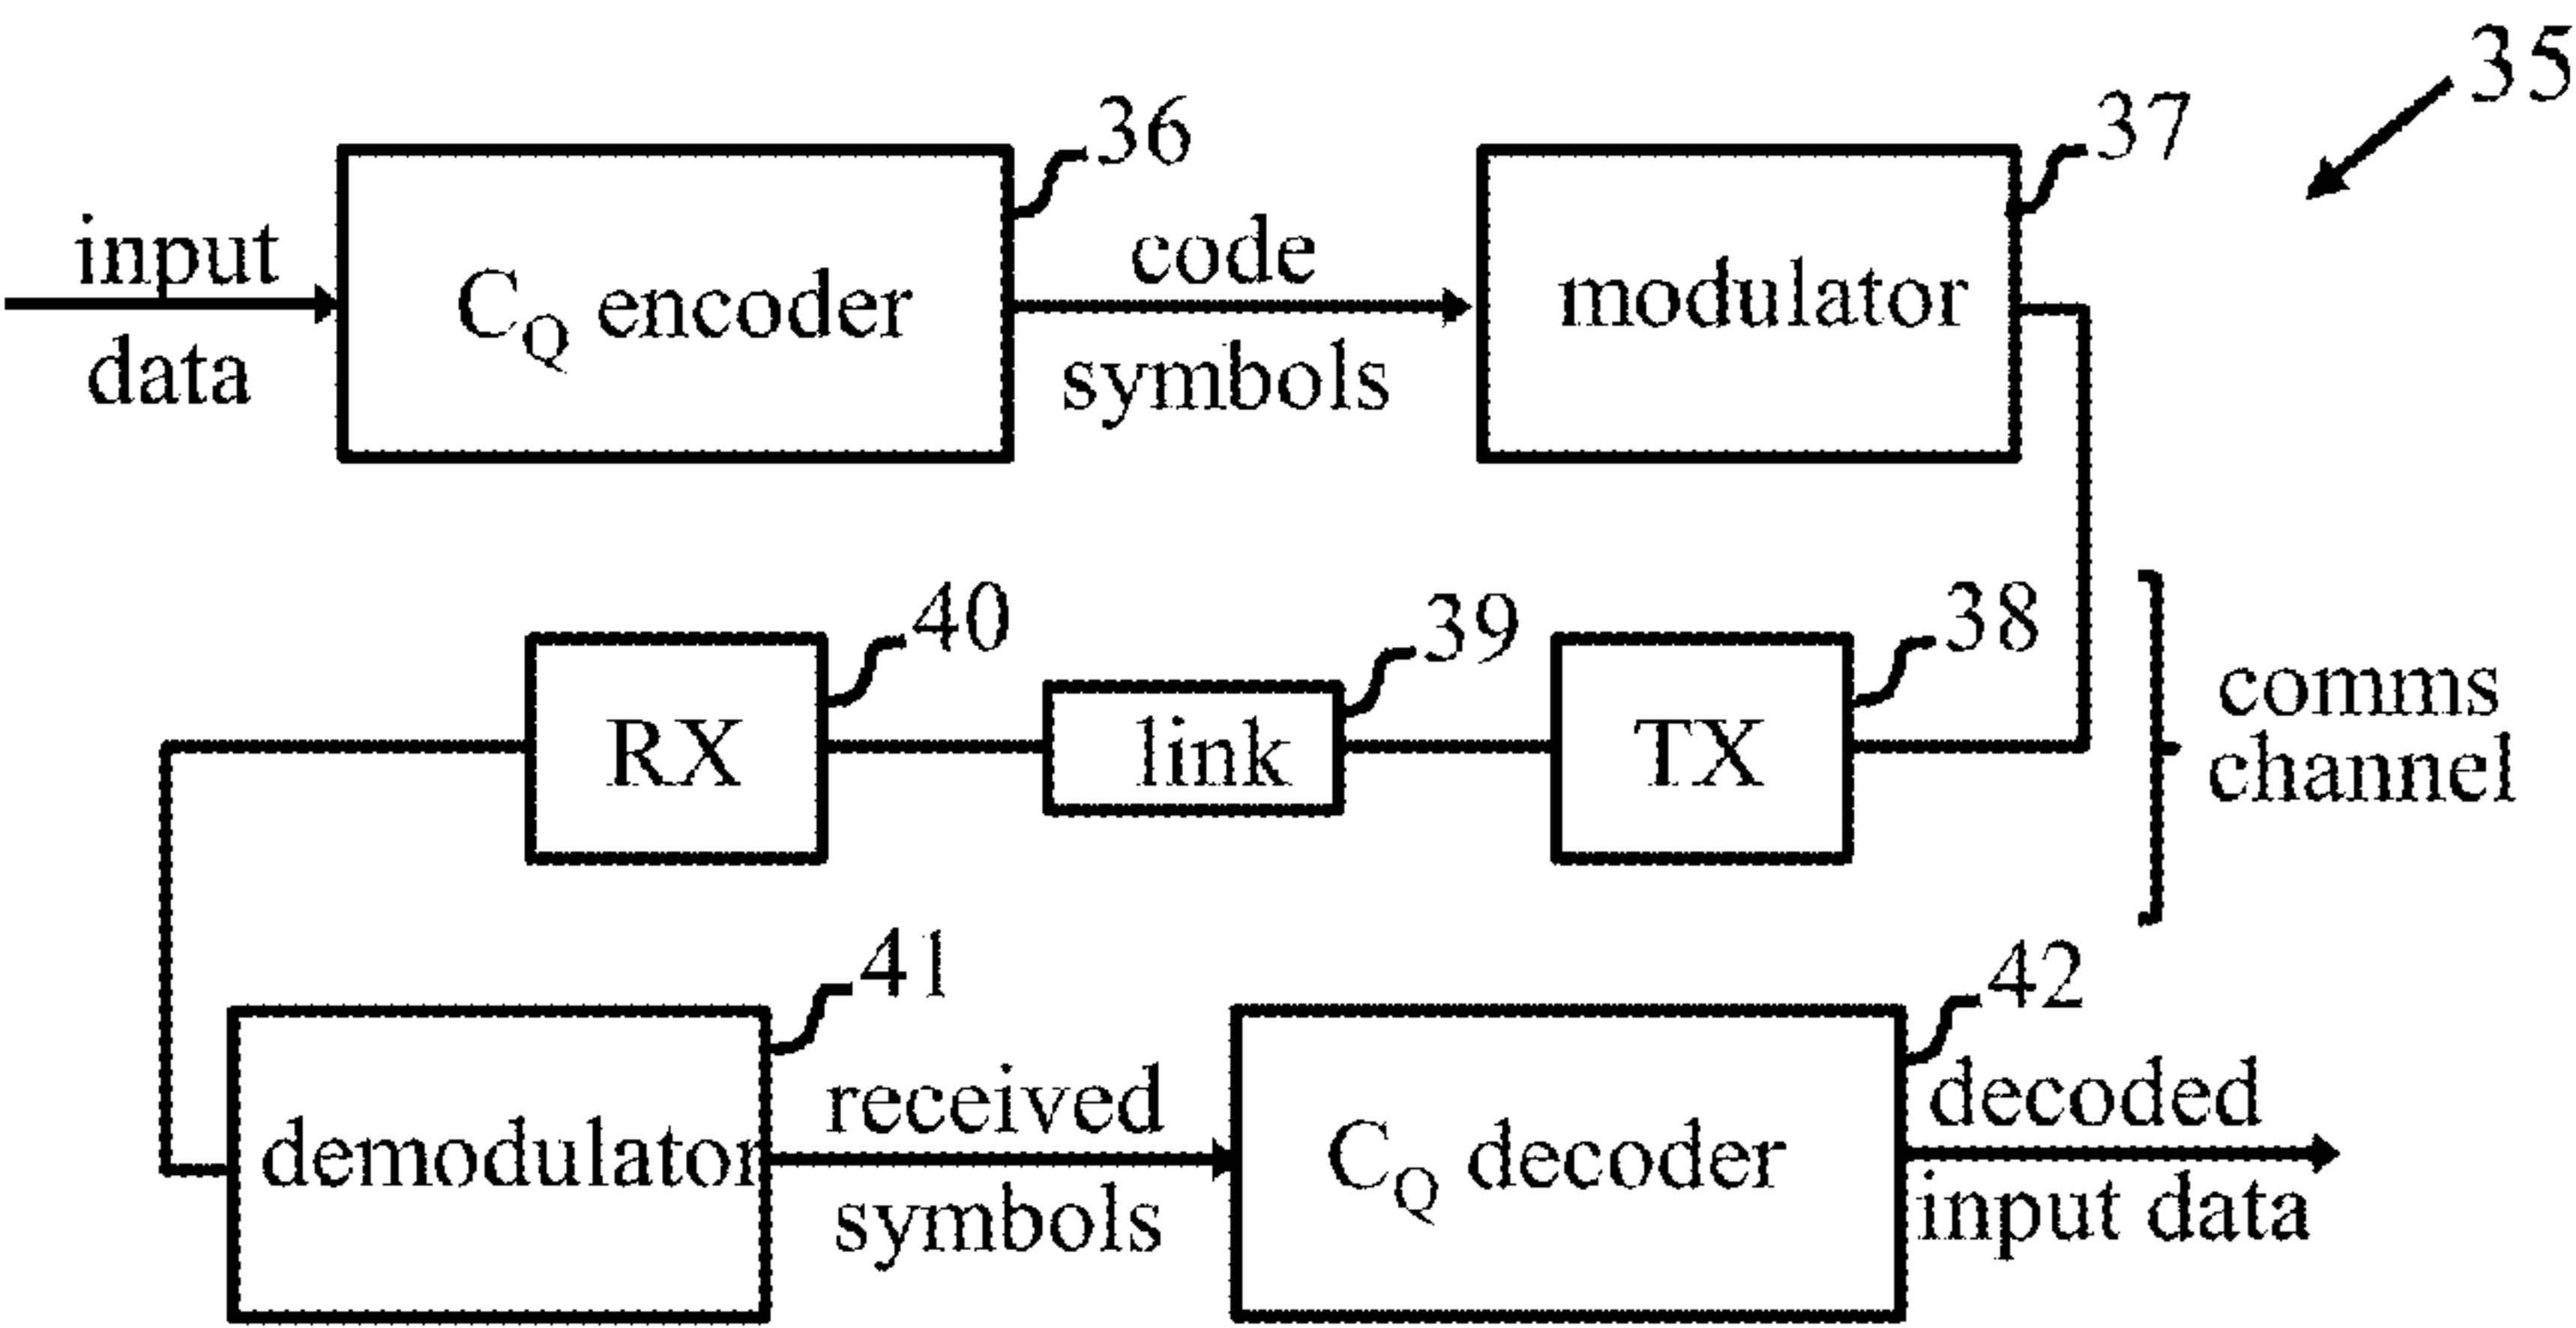 35
36
37
input
data
C_Q encoder
code
symbols
modulator
40
39
38
RX
link
TX
comms
channel
41
42
demodulator
received
symbols
C_Q decoder
decoded
input data